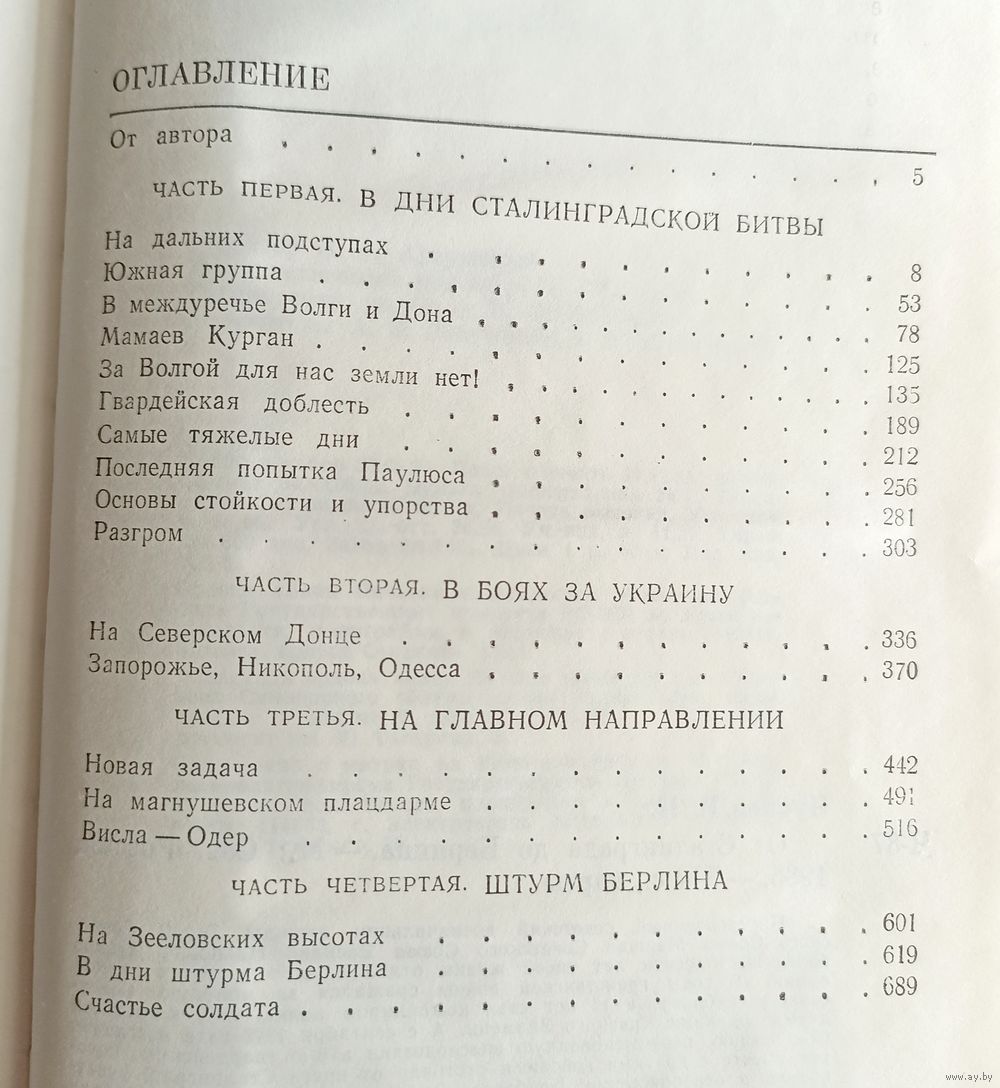 ОГЛАВЛЕНИЕ
От автора . . . . . . . . . . . . . . 5
ЧАСТЬ ПЕРВАЯ. В ДНИ СТАЛИНГРАДСКОЙ БИТВЫ
На дальних подступах . . . . . . . . . . . 8
Южная группа . . . . . . . . . . . . . 53
В междуречье Волги и Дона . . . . . . . . . . 78
Мамаев Курган . . . . . . . . . . . . . 125
За Волгой для нас земли нет! . . . . . . . . . . 135
Гвардейская доблесть . . . . . . . . . . . 189
Самые тяжелые дни . . . . . . . . . . . 212
Последняя попытка Паулюса . . . . . . . . . 256
Основы стойкости и упорства . . . . . . . . . 281
Разгром . . . . . . . . . . . . . . . 303
ЧАСТЬ ВТОРАЯ. В БОЯХ ЗА УКРАИНУ
На Северском Донце . . . . . . . . . . . 336
Запорожье, Никополь, Одесса . . . . . . . . . 370
ЧАСТЬ ТРЕТЬЯ. НА ГЛАВНОМ НАПРАВЛЕНИИ
Новая задача . . . . . . . . . . . . . 442
На магнушевском плацдарме . . . . . . . . . 491
Висла — Одер . . . . . . . . . . . . . 516
ЧАСТЬ ЧЕТВЕРТАЯ. ШТУРМ БЕРЛИНА
На Зееловских высотах . . . . . . . . . . 601
В дни штурма Берлина . . . . . . . . . . 619
Счастье солдата . . . . . . . . . . . . . 689
www.ay.by